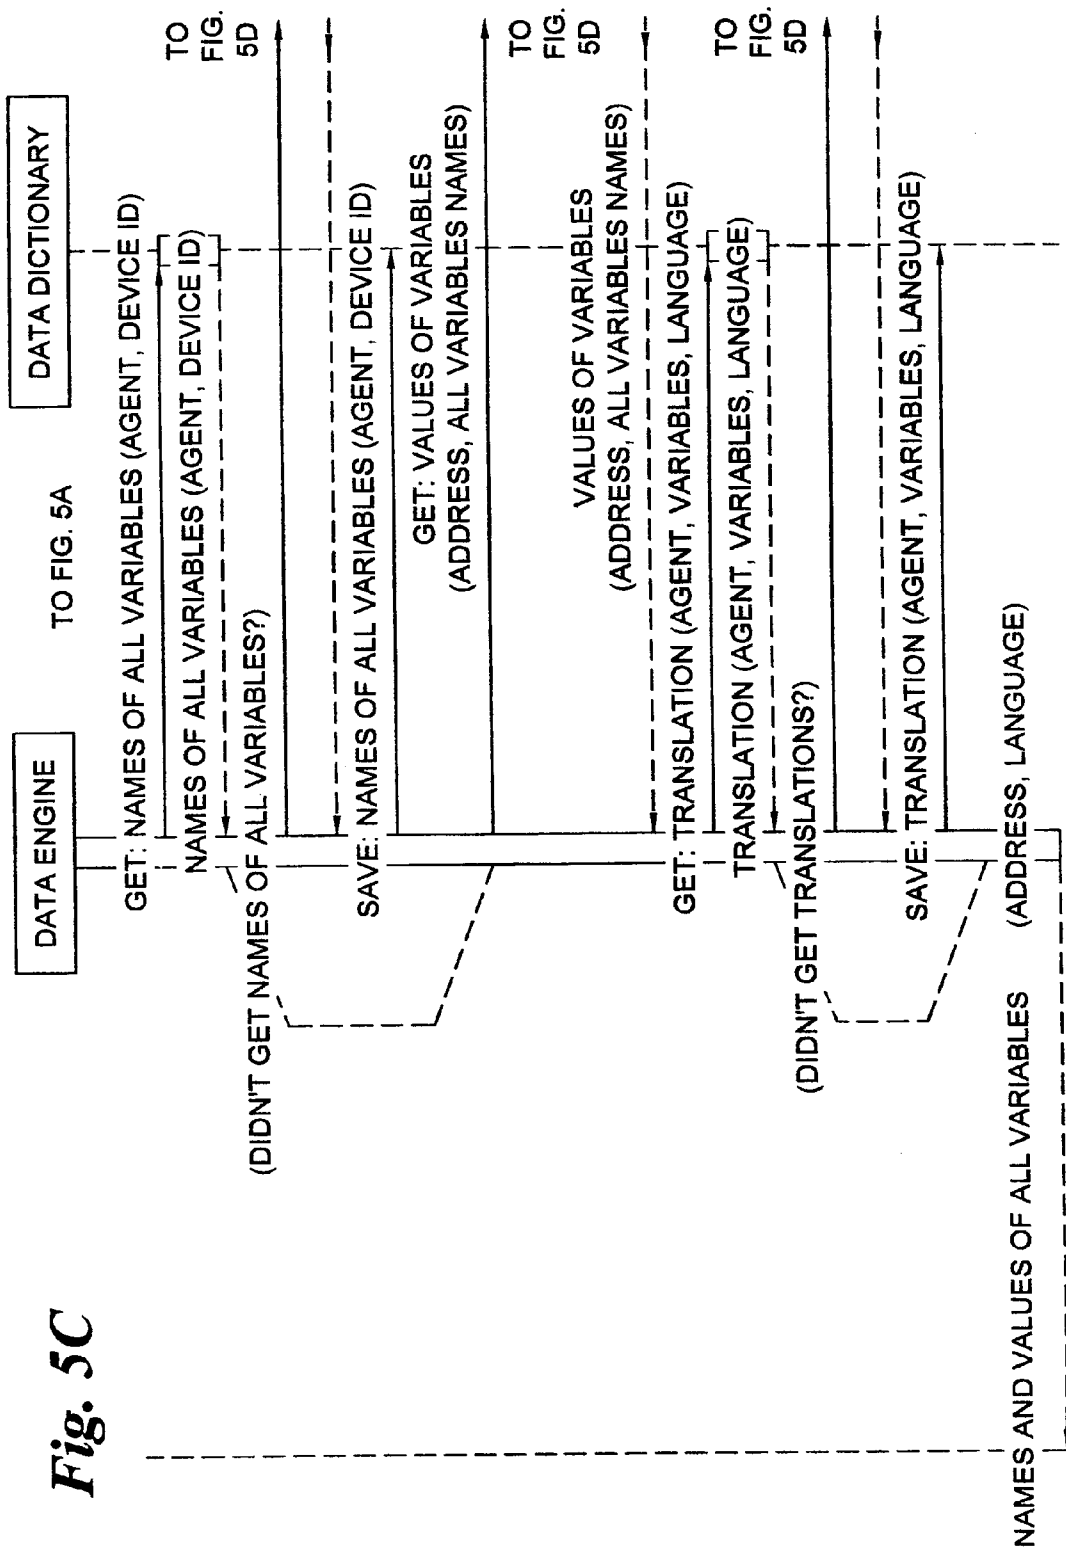 Fig. 5C
TO FIG. 5A
DATA ENGINE
DATA DICTIONARY
GET: NAMES OF ALL VARIABLES (AGENT, DEVICE ID)
NAMES OF ALL VARIABLES (AGENT, DEVICE ID)
TO
FIG.
5D
(DIDN'T GET NAMES OF ALL VARIABLES?)
SAVE: NAMES OF ALL VARIABLES (AGENT, DEVICE ID)
GET: VALUES OF VARIABLES
(ADDRESS, ALL VARIABLES NAMES)
TO
FIG.
5D
VALUES OF VARIABLES
(ADDRESS, ALL VARIABLES NAMES)
GET: TRANSLATION (AGENT, VARIABLES, LANGUAGE)
TRANSLATION (AGENT, VARIABLES, LANGUAGE)
TO
FIG.
5D
(DIDN'T GET TRANSLATIONS?)
SAVE: TRANSLATION (AGENT, VARIABLES, LANGUAGE)
NAMES AND VALUES OF ALL VARIABLES (ADDRESS, LANGUAGE)